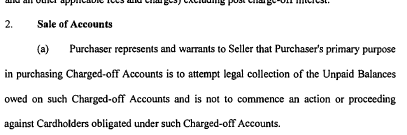 and all other applicable fees and charges) excluding post charge-off interest.
2. Sale of Accounts
(a) Purchaser represents and warrants to Seller that Purchaser's primary purpose
in purchasing Charged-off Accounts is to attempt legal collection of the Unpaid Balances
owed on such Charged-off Accounts and is not to commence an action or proceeding
against Cardholders obligated under such Charged-off Accounts.